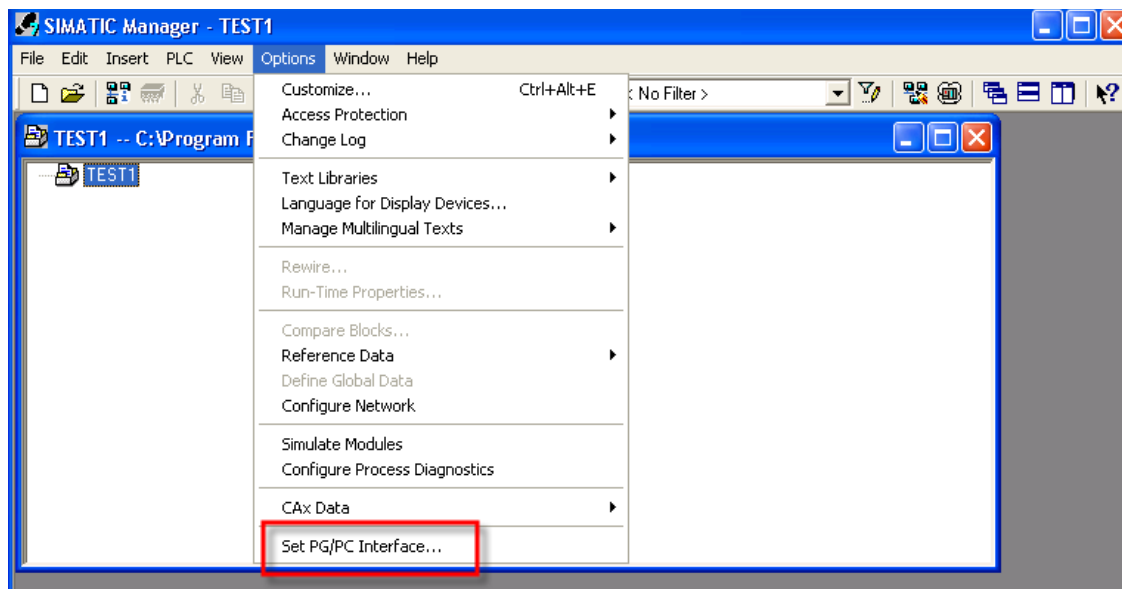 SIMATIC Manager - TEST1
File Edit Insert PLC View Options Window Help
Customize... Ctrl+Alt+E
< No Filter >
Access Protection
TEST1 -- C:\Program F
Change Log
TEST1
Text Libraries
Language for Display Devices...
Manage Multilingual Texts
Rewire...
Run-Time Properties...
Compare Blocks...
Reference Data
Define Global Data
Configure Network
Simulate Modules
Configure Process Diagnostics
CAx Data
Set PG/PC Interface...